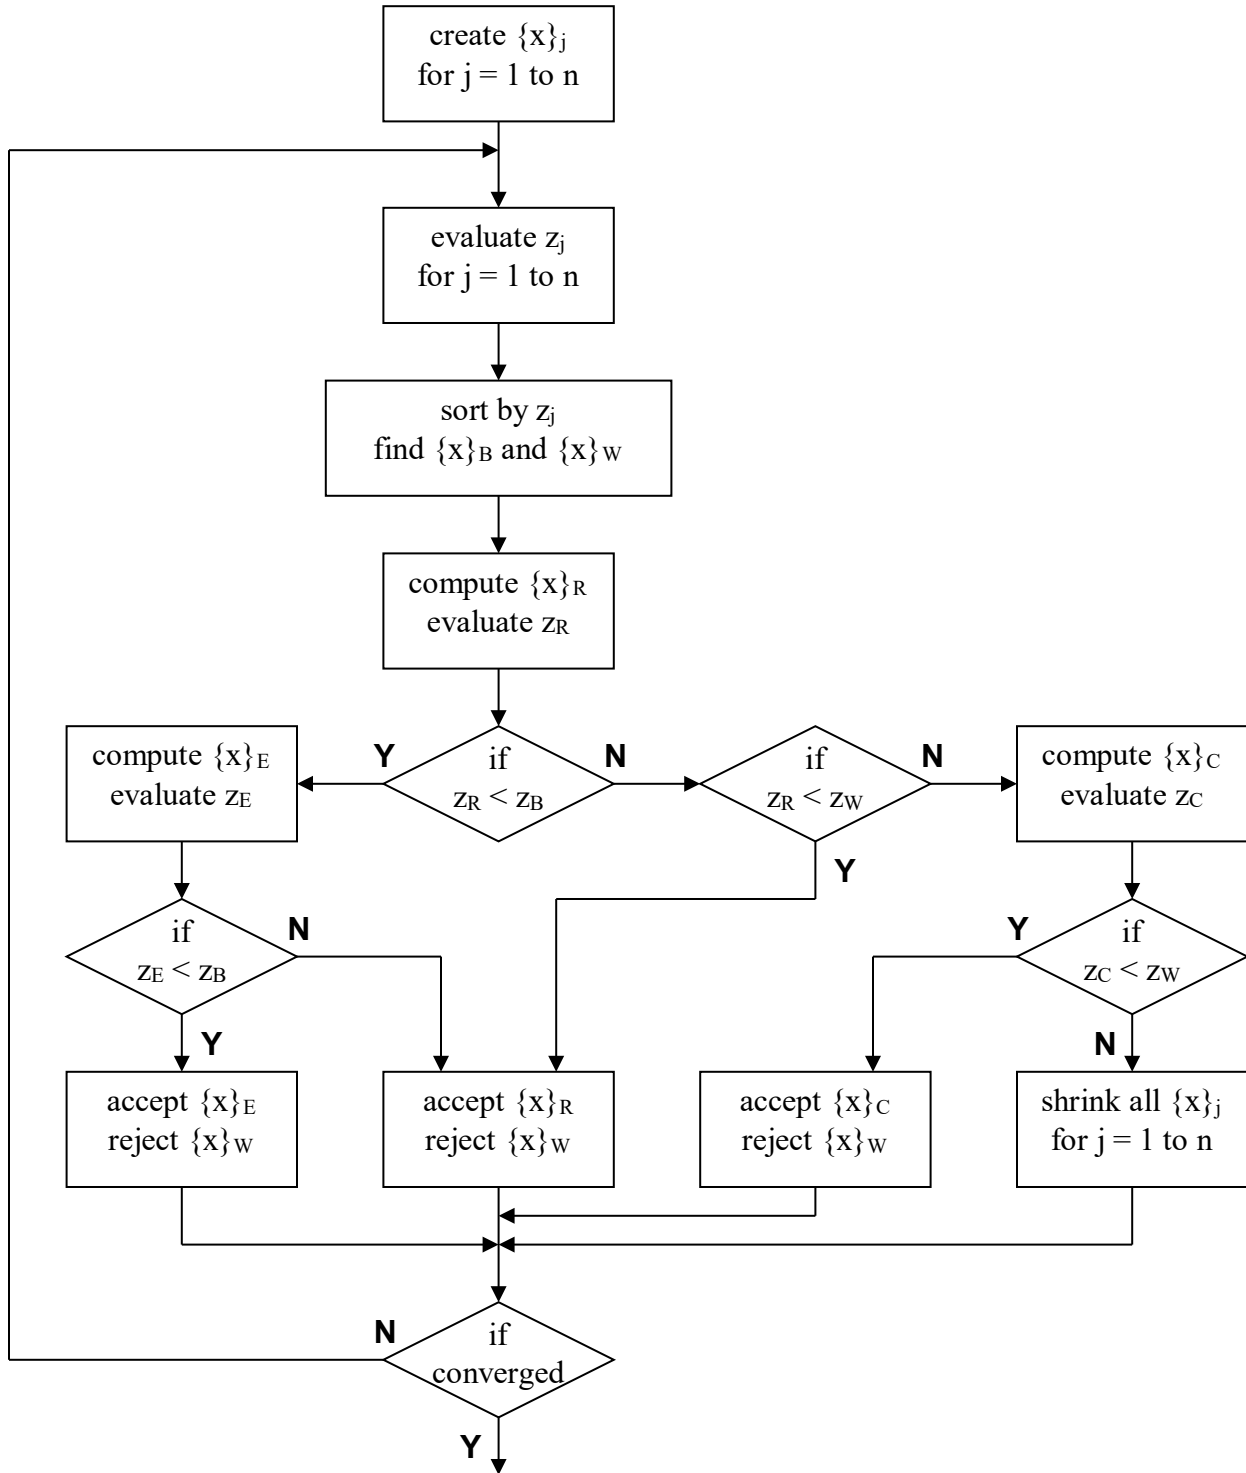 create {x}j
for j = 1 to n
evaluate zj
for j = 1 to n
sort by zj
find {x}B and {x}W
compute {x}R
evaluate zR
compute {x}E
evaluate zE
Y
if
zR < zB
N
if
zR < zW
N
compute {x}C
evaluate zC
Y
if
zE < zB
N
Y
if
zC < zW
Y
N
accept {x}E
reject {x}W
accept {x}R
reject {x}W
accept {x}C
reject {x}W
shrink all {x}j
for j = 1 to n
N
if
converged
Y